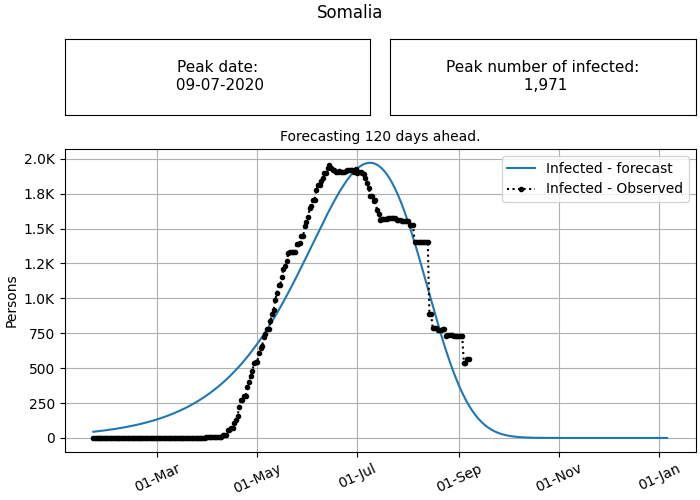 Somalia
Peak date:
09-07-2020
Peak number of infected:
1,971
Forecasting 120 days ahead.
Infected - forecast
Infected - Observed
Persons
2.0K
1.8K
1.5K
1.2K
1.0K
750
500
250
0
01-Mar
01-May
01-Jul
01-Sep
01-Nov
01-Jan